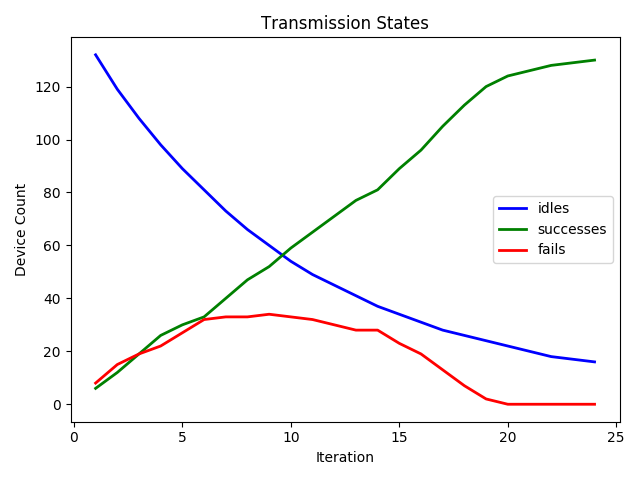 Transmission States
Device Count
120
100
80
60
40
20
0
idles
successes
fails
0 5 10 15 20 25
Iteration